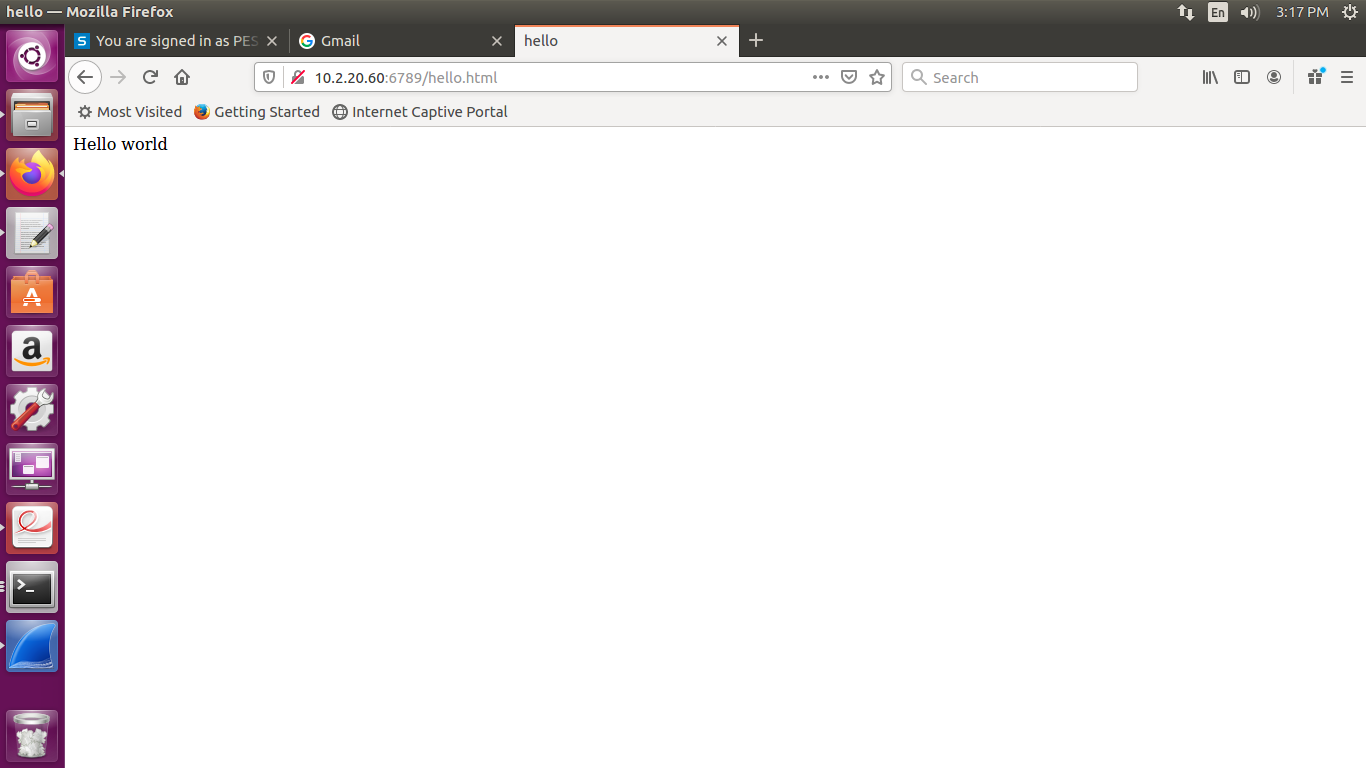 hello — Mozilla Firefox
En
3:17 PM
You are signed in as PES
Gmail
hello
10.2.20.60:6789/hello.html
Search
Most Visited
Getting Started
Internet Captive Portal
Hello world